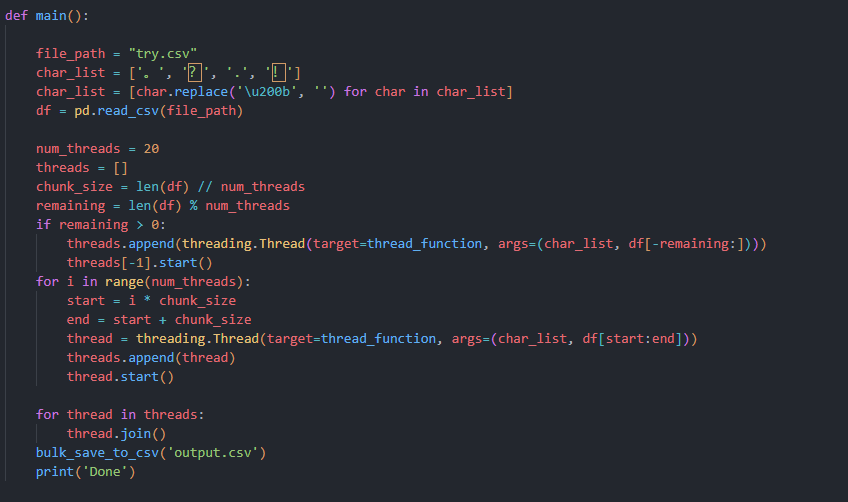 def main():
file_path = "try.csv"
char_list = ['。', '？', '.', '！']
char_list = [char.replace('\u200b', '') for char in char_list]
df = pd.read_csv(file_path)
num_threads = 20
threads = []
chunk_size = len(df) // num_threads
remaining = len(df) % num_threads
if remaining > 0:
threads.append(threading.Thread(target=thread_function, args=(char_list, df[-remaining:])))
threads[-1].start()
for i in range(num_threads):
start = i * chunk_size
end = start + chunk_size
thread = threading.Thread(target=thread_function, args=(char_list, df[start:end]))
threads.append(thread)
thread.start()
for thread in threads:
thread.join()
bulk_save_to_csv('output.csv')
print('Done')